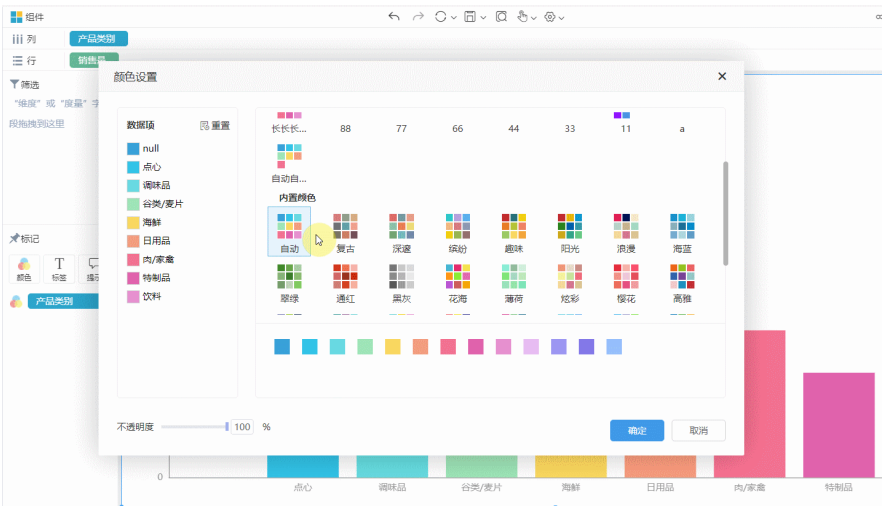 组件
列
产品类别
行
销售量
筛选
"维度" 或 "度量" 字
段拖拽到这里
标记
颜色
标签
提示
产品类别
颜色设置
数据项
重置
null
点心
调味品
谷类/麦片
海鲜
日用品
肉/家禽
特制品
饮料
长长长... 88 77 66 44 33 11 a
自动自...
内置颜色
自动 复古 深邃 缤纷 趣味 阳光 浪漫 海蓝
翠绿 通红 黑灰 花海 薄荷 炫彩 樱花 高雅
不透明度 100 %
确定 取消
0
点心 调味品 谷类/麦片 海鲜 日用品 肉/家禽 特制品